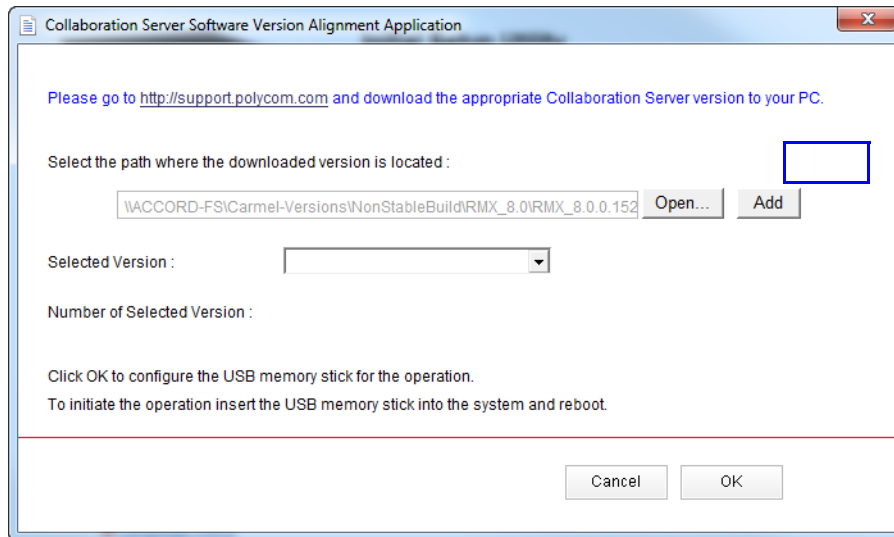 Collaboration Server Software Version Alignment Application
Please go to http://support.polycom.com and download the appropriate Collaboration Server version to your PC.
Select the path where the downloaded version is located :
\\ACCORD-FS\Carmel-Versions\NonStableBuild\RMX_8.0\RMX_8.0.0.152 Open... Add
Selected Version :
Number of Selected Version :
Click OK to configure the USB memory stick for the operation.
To initiate the operation insert the USB memory stick into the system and reboot.
Cancel OK